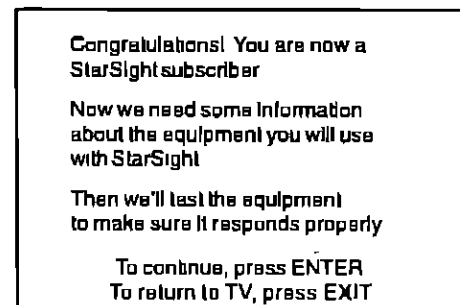 Congratulations! You are now a
StarSight subscriber
Now we need some information
about the equipment you will use
with StarSight
Then we'll test the equipment
to make sure it responds properly
To continue, press ENTER
To return to TV, press EXIT